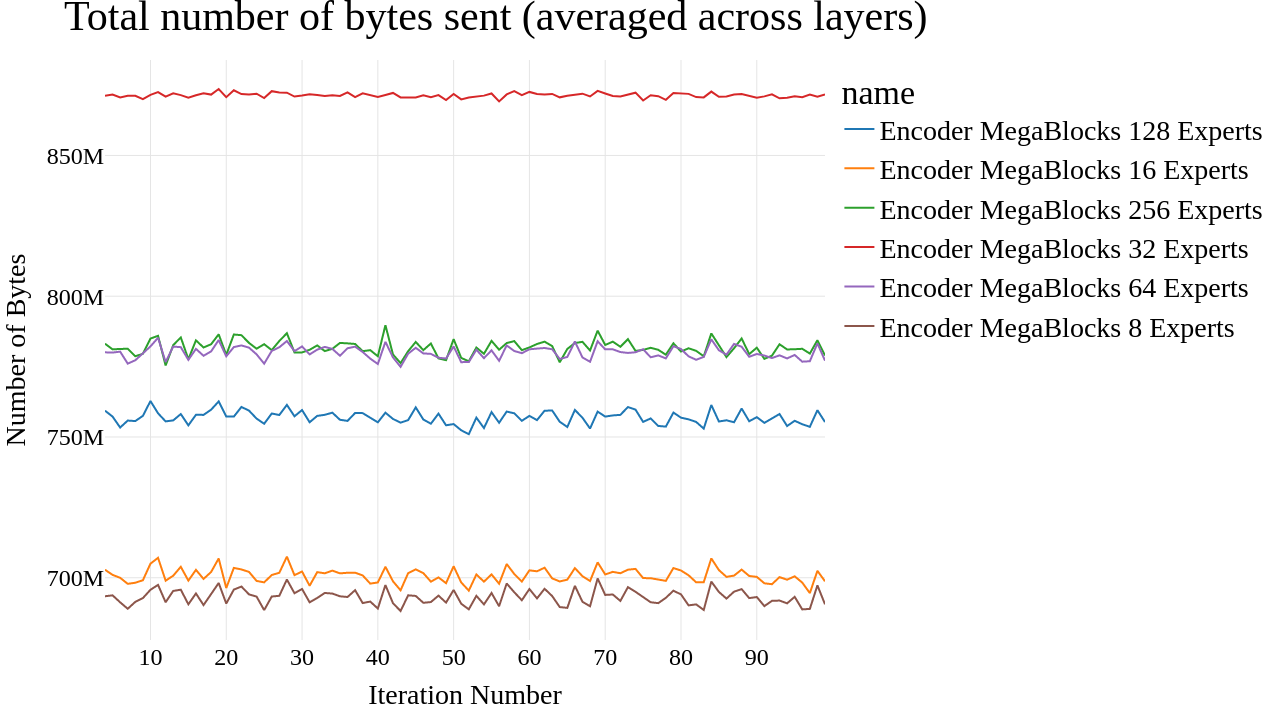 Total number of bytes sent (averaged across layers)
name
Encoder MegaBlocks 128 Experts
Encoder MegaBlocks 16 Experts
Encoder MegaBlocks 256 Experts
Encoder MegaBlocks 32 Experts
Encoder MegaBlocks 64 Experts
Encoder MegaBlocks 8 Experts
Number of Bytes
850M
800M
750M
700M
10 20 30 40 50 60 70 80 90
Iteration Number